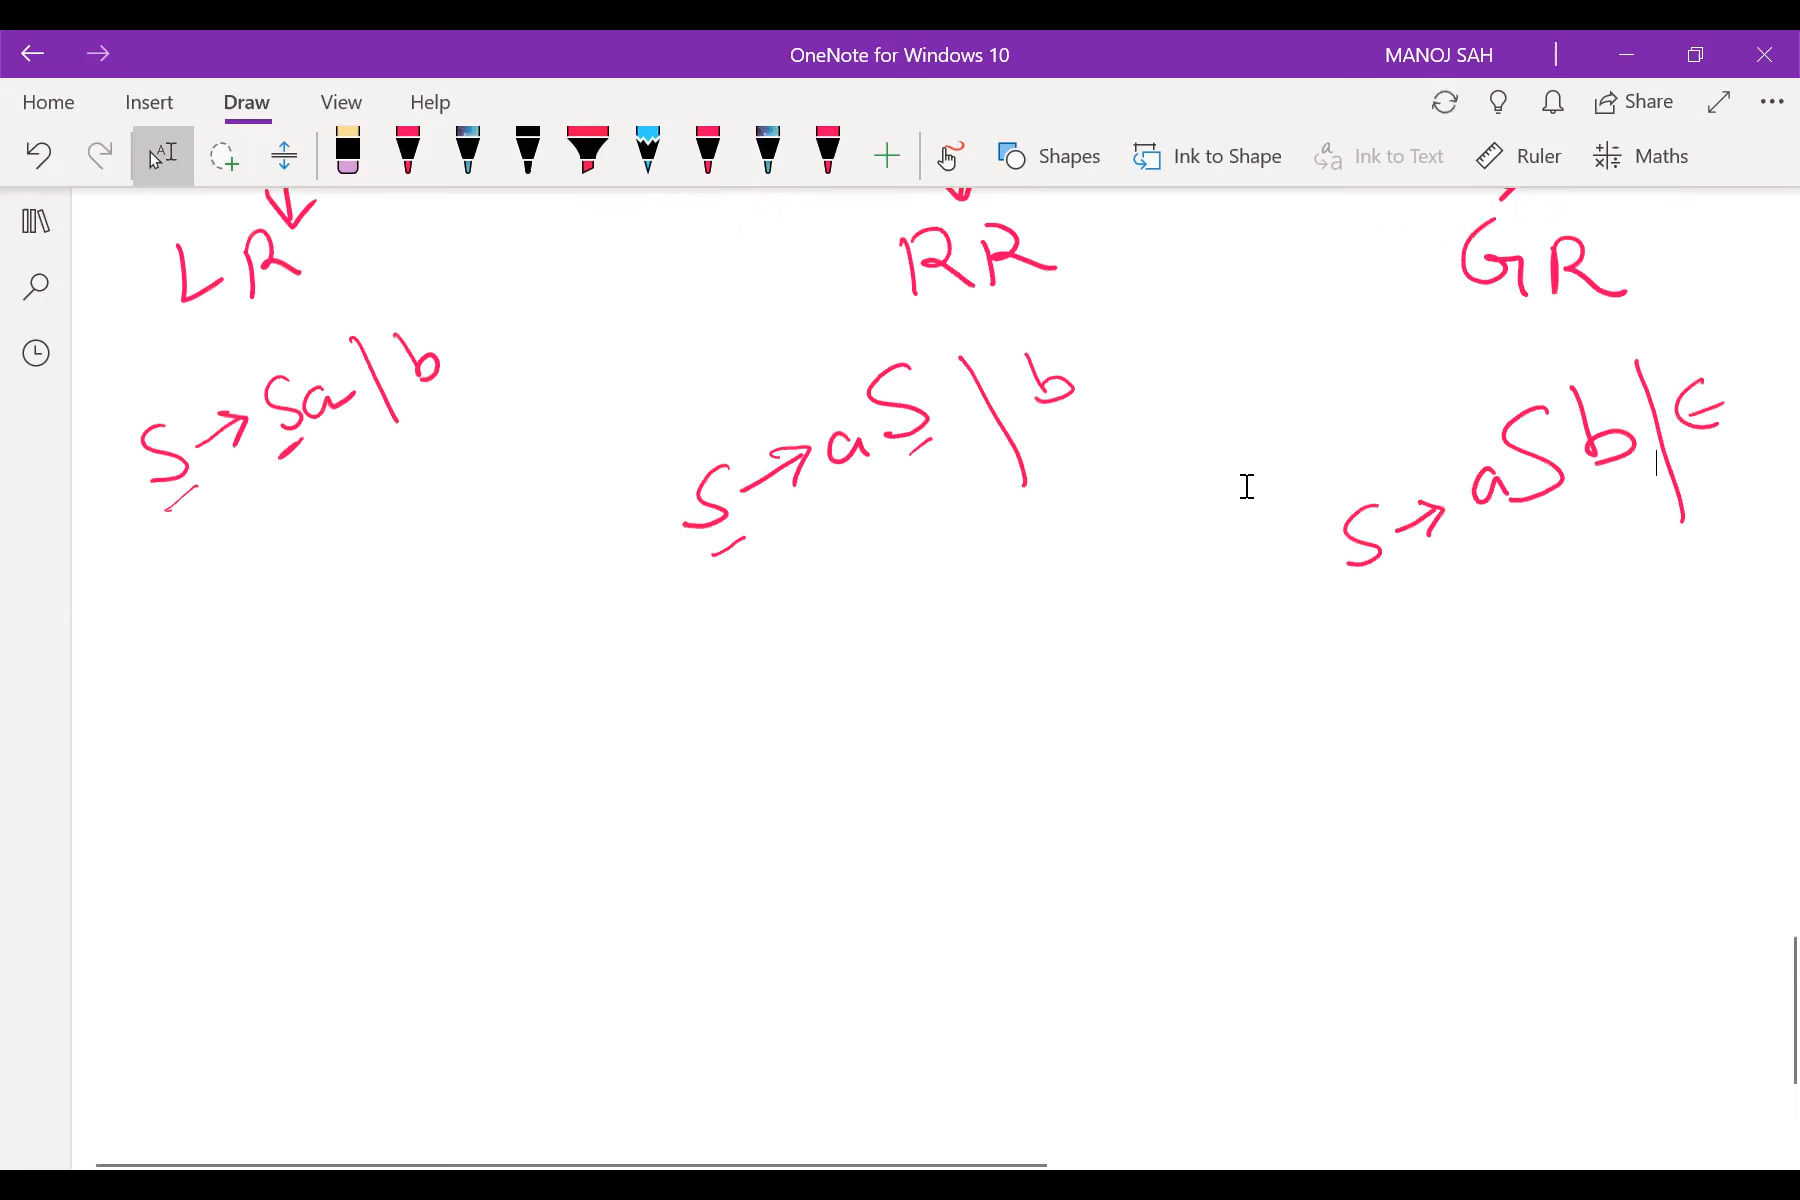 OneNote for Windows 10
MANOJ SAH
Home Insert Draw View Help
Share
Shapes Ink to Shape Ink to Text Ruler Maths
LR RR GR
S → Sa | b
S → aS | b
S → aSb | ∈